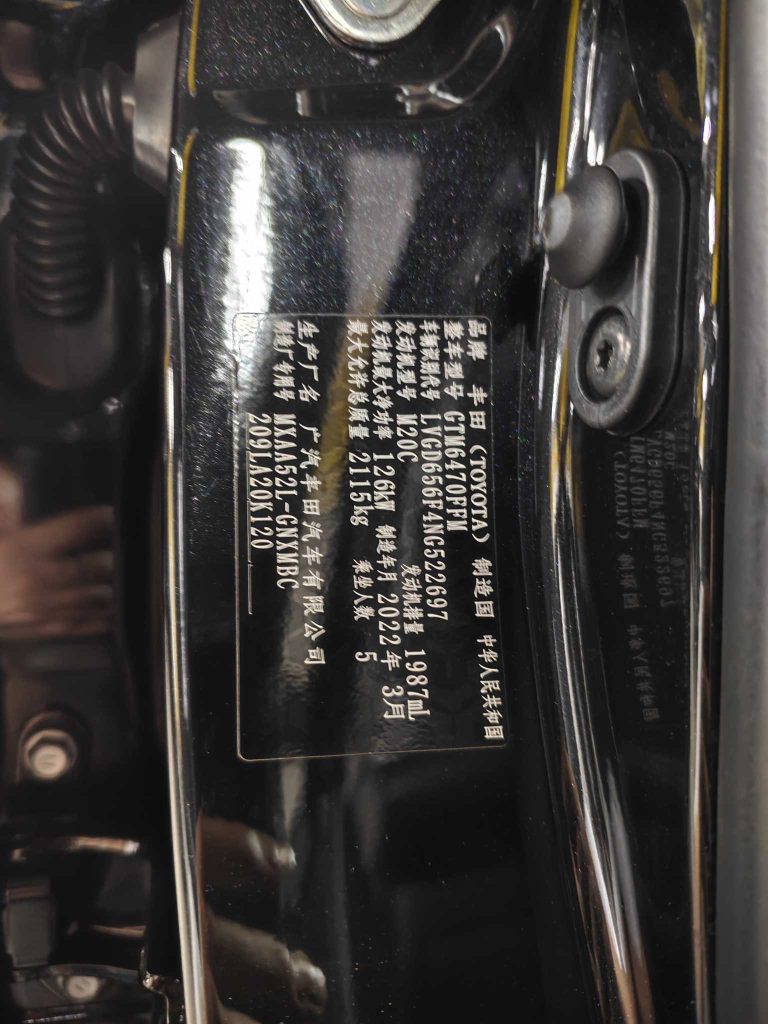 品牌 丰田（TOYOTA） 制造国 中华人民共和国
整车型号 GTM6470FFM
车辆识别代号 LVGD656F4NG522697
发动机型号 M20C 发动机排量 1987mL
发动机最大净功率 126kW 制造年月 2022年 3月
最大允许总质量 2115kg 乘坐人数 5
生产厂名 广汽丰田汽车有限公司
制造厂专用号 MXAA52L-GNXMBC
209LA20K120